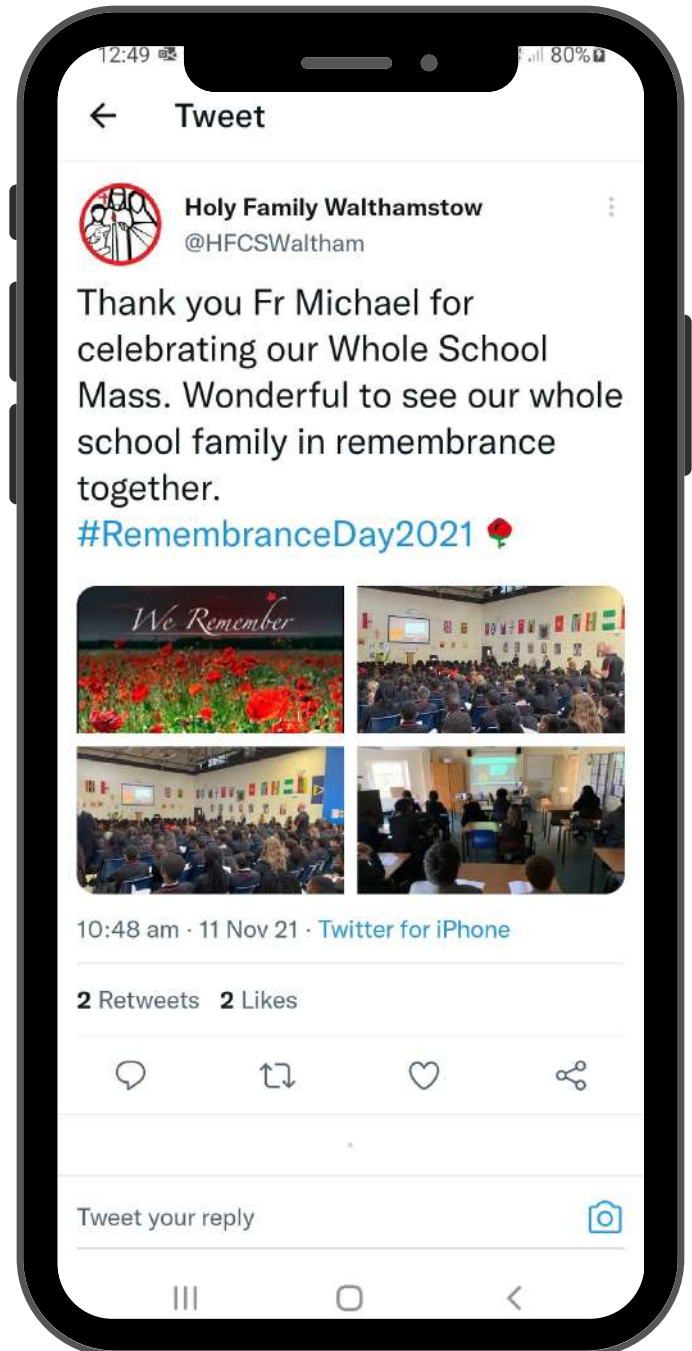 12:49
80%
Tweet
Holy Family Walthamstow
@HFCSWaltham
Thank you Fr Michael for
celebrating our Whole School
Mass. Wonderful to see our whole
school family in remembrance
together.
#RemembranceDay2021
We Remember
10:48 am · 11 Nov 21 · Twitter for iPhone
2 Retweets 2 Likes
Tweet your reply